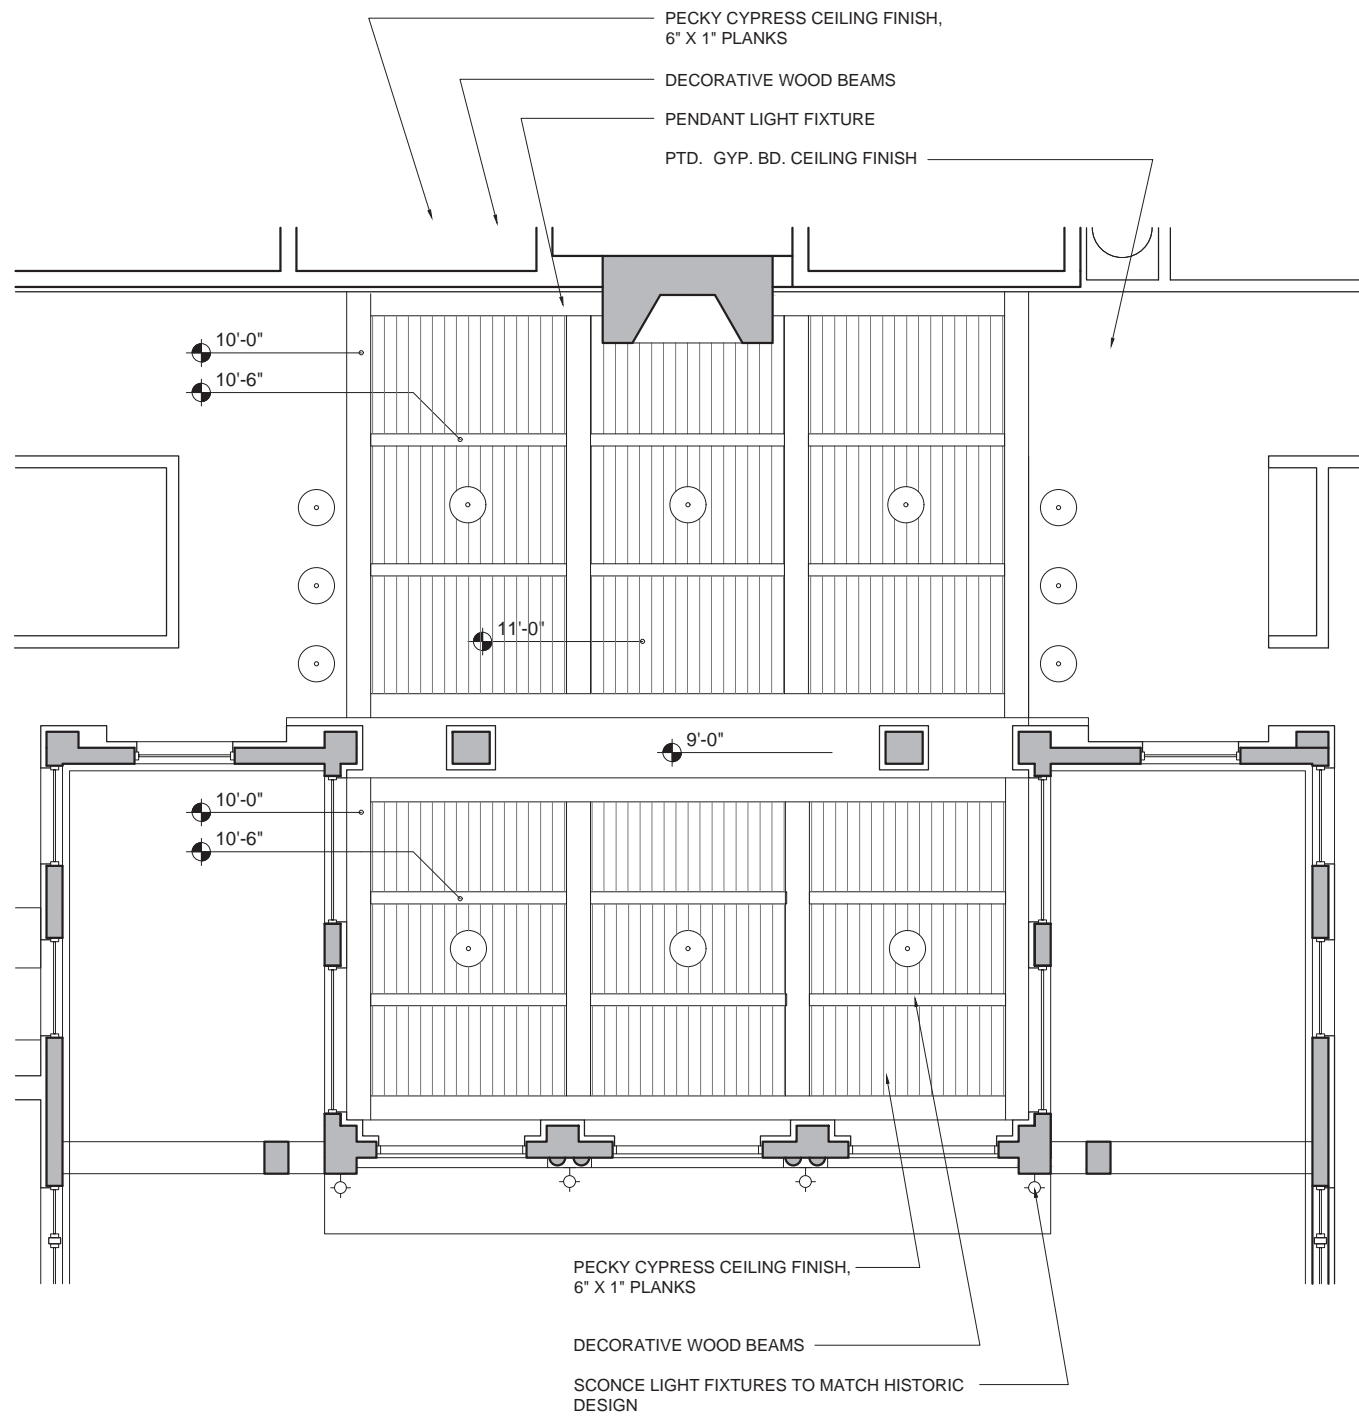 PECKY CYPRESS CEILING FINISH,
6" X 1" PLANKS
DECORATIVE WOOD BEAMS
PENDANT LIGHT FIXTURE
PTD. GYP. BD. CEILING FINISH
10'-0"
10'-6"
11'-0"
9'-0"
10'-0"
10'-6"
PECKY CYPRESS CEILING FINISH,
6" X 1" PLANKS
DECORATIVE WOOD BEAMS
SCONCE LIGHT FIXTURES TO MATCH HISTORIC
DESIGN